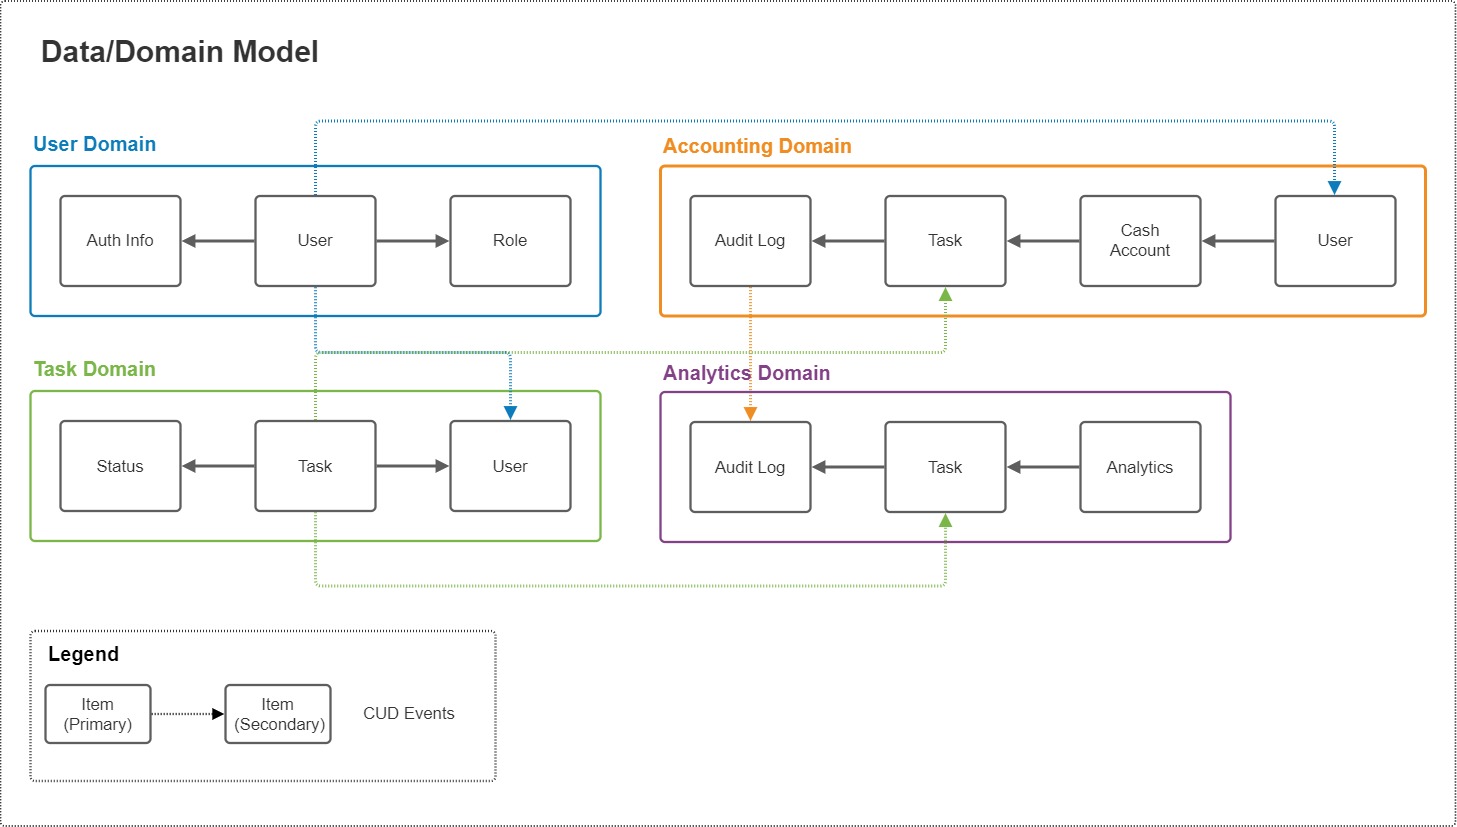 Data/Domain Model
User Domain
Auth Info
User
Role
Accounting Domain
Audit Log
Task
Cash
Account
User
Task Domain
Status
Task
User
Analytics Domain
Audit Log
Task
Analytics
Legend
Item
(Primary)
Item
(Secondary)
CUD Events